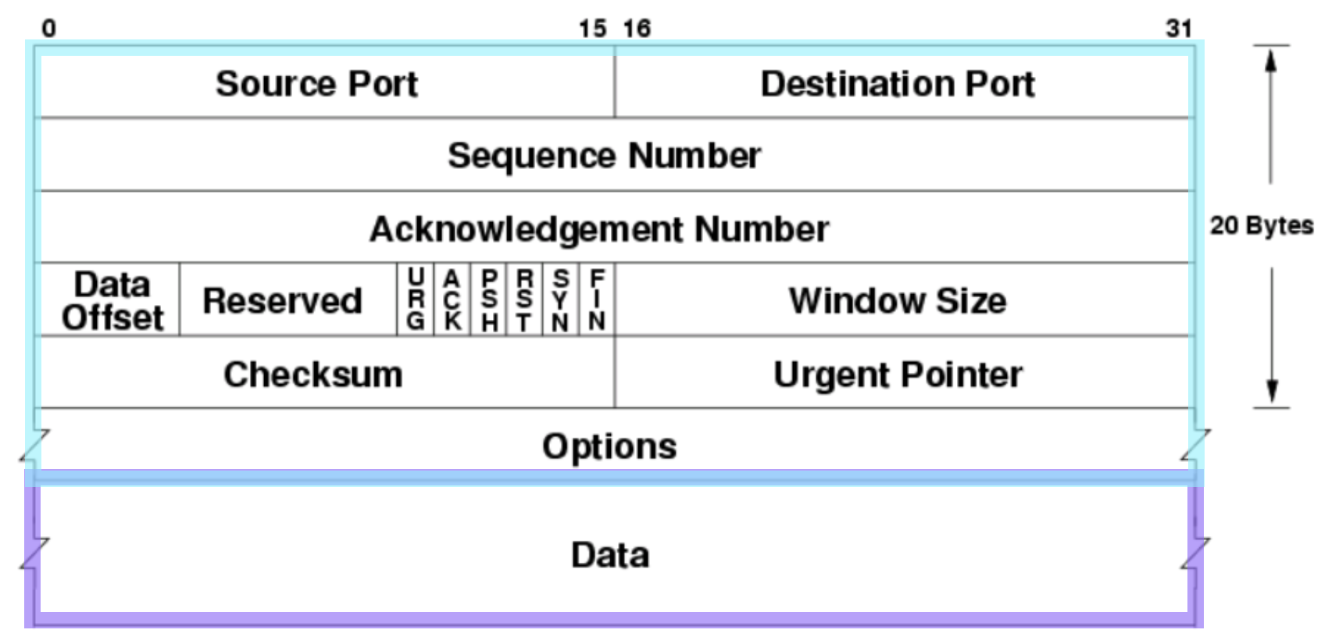 0 15 16 31
Source Port Destination Port
Sequence Number
Acknowledgement Number
20 Bytes
Data Offset Reserved URG ACK PSH RST SYN FIN Window Size
Checksum Urgent Pointer
Options
Data